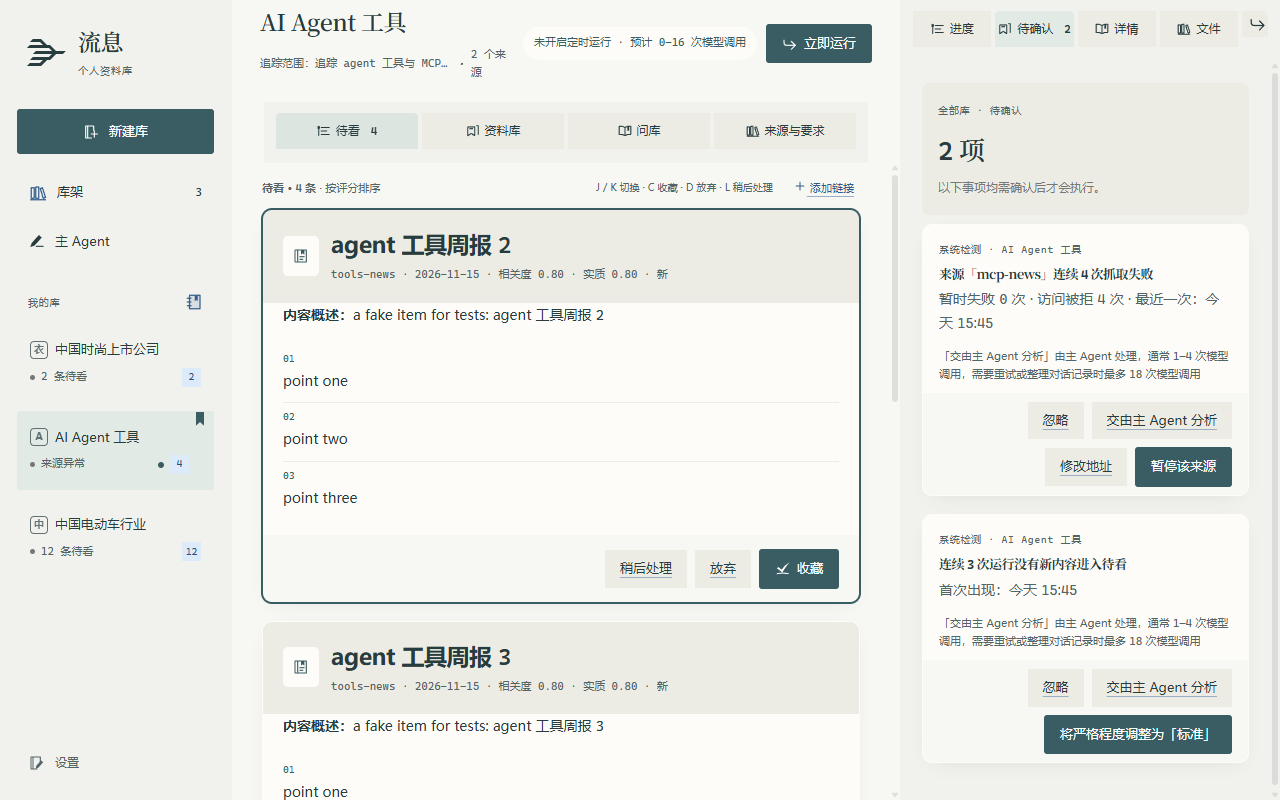 流息
个人资料库
新建库
库架 3
主 Agent
我的库
衣 中国时尚上市公司
2 条待看 2
A AI Agent 工具
来源异常 4
中 中国电动车行业
12 条待看 12
设置
AI Agent 工具
追踪范围：追踪 agent 工具与 MCP… · 2 个来源
未开启定时运行 · 预计 0–16 次模型调用
立即运行
待看 4
资料库
问库
来源与要求
待看 • 4 条 · 按评分排序
J / K 切换 · C 收藏 · D 放弃 · L 稍后处理
添加链接
agent 工具周报 2
tools-news · 2026-11-15 · 相关度 0.80 · 实质 0.80 · 新
内容概述：a fake item for tests: agent 工具周报 2
01
point one
02
point two
03
point three
稍后处理
放弃
收藏
agent 工具周报 3
tools-news · 2026-11-15 · 相关度 0.80 · 实质 0.80 · 新
内容概述：a fake item for tests: agent 工具周报 3
01
point one
进度
待确认 2
详情
文件
全部库 · 待确认
2 项
以下事项均需确认后才会执行。
系统检测 · AI Agent 工具
来源「mcp-news」连续 4 次抓取失败
暂时失败 0 次 · 访问被拒 4 次 · 最近一次：今
天 15:45
「交由主 Agent 分析」由主 Agent 处理，通常 1–4 次模型
调用，需要重试或整理对话记录时最多 18 次模型调用
忽略
交由主 Agent 分析
修改地址
暂停该来源
系统检测 · AI Agent 工具
连续 3 次运行没有新内容进入待看
首次出现：今天 15:45
「交由主 Agent 分析」由主 Agent 处理，通常 1–4 次模型
调用，需要重试或整理对话记录时最多 18 次模型调用
忽略
交由主 Agent 分析
将严格程度调整为「标准」